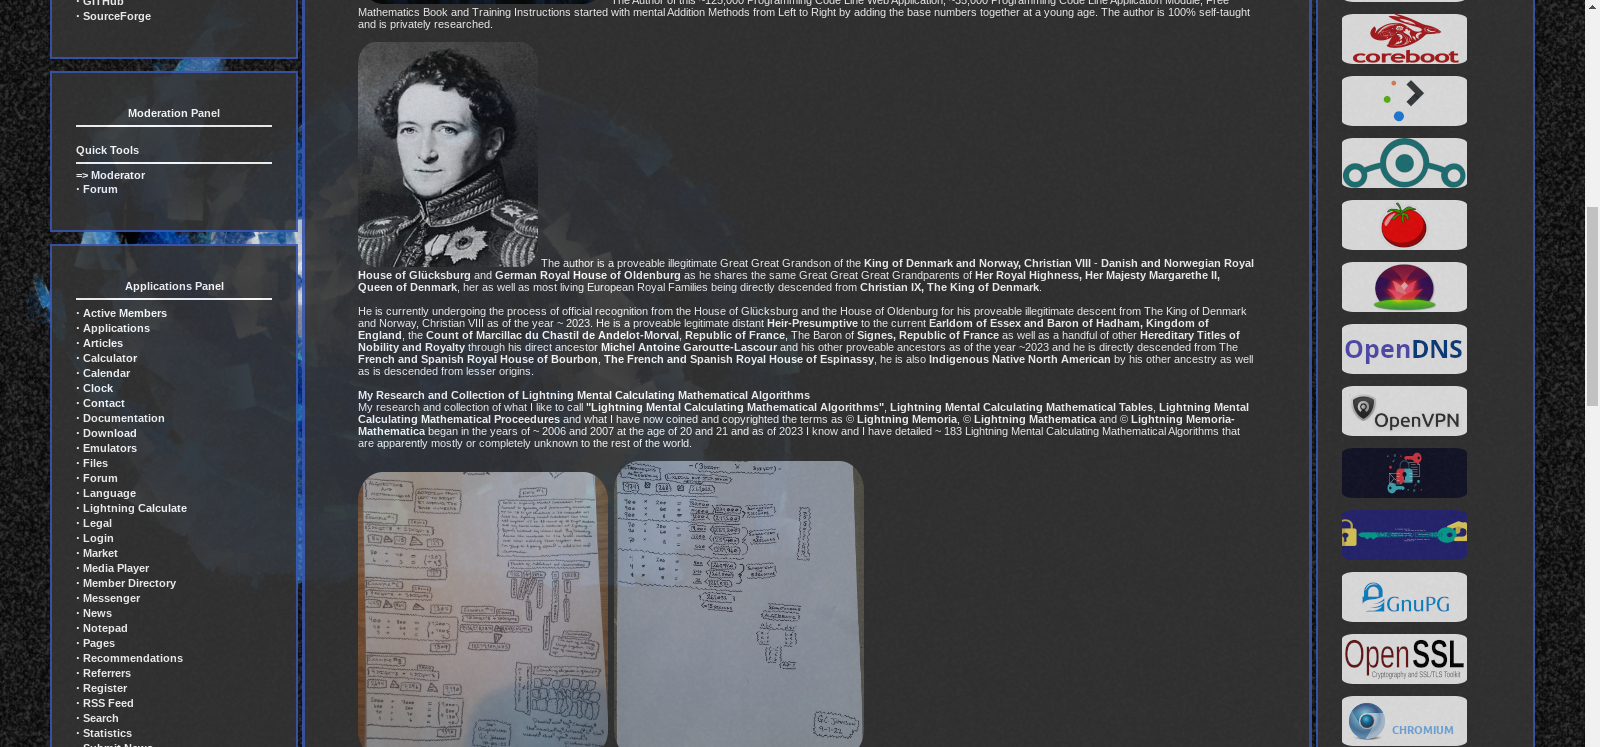 · GITHub
· SourceForge
Moderation Panel
Quick Tools
=> Moderator
· Forum
Applications Panel
· Active Members
· Applications
· Articles
· Calculator
· Calendar
· Clock
· Contact
· Documentation
· Download
· Emulators
· Files
· Forum
· Language
· Lightning Calculate
· Legal
· Login
· Market
· Media Player
· Member Directory
· Messenger
· News
· Notepad
· Pages
· Recommendations
· Referrers
· Register
· RSS Feed
· Search
· Statistics
· Submit News
The Author of this ~125,000 Programming Code Line Web Application, ~35,000 Programming Code Line Application Module, Free
Mathematics Book and Training Instructions started with mental Addition Methods from Left to Right by adding the base numbers together at a young age. The author is 100% self-taught
and is privately researched.
The author is a proveable illegitimate Great Great Grandson of the King of Denmark and Norway, Christian VIII - Danish and Norwegian Royal
House of Glücksburg and German Royal House of Oldenburg as he shares the same Great Great Great Grandparents of Her Royal Highness, Her Majesty Margarethe II,
Queen of Denmark, her as well as most living European Royal Families being directly descended from Christian IX, The King of Denmark.
He is currently undergoing the process of official recognition from the House of Glücksburg and the House of Oldenburg for his proveable illegitimate descent from The King of Denmark
and Norway, Christian VIII as of the year ~ 2023. He is a proveable legitimate distant Heir-Presumptive to the current Earldom of Essex and Baron of Hadham, Kingdom of
England, the Count of Marcillac du Chastil de Andelot-Morval, Republic of France, The Baron of Signes, Republic of France as well as a handful of other Hereditary Titles of
Nobility and Royalty through his direct ancestor Michel Antoine Garoutte-Lascour and his other proveable ancestors as of the year ~2023 and he is directly descended from The
French and Spanish Royal House of Bourbon, The French and Spanish Royal House of Espinassy, he is also Indigenous Native North American by his other ancestry as well
as is descended from lesser origins.
My Research and Collection of Lightning Mental Calculating Mathematical Algorithms
My research and collection of what I like to call "Lightning Mental Calculating Mathematical Algorithms", Lightning Mental Calculating Mathematical Tables, Lightning Mental
Calculating Mathematical Proceedures and what I have now coined and copyrighted the terms as © Lightning Memoria, © Lightning Mathematica and © Lightning Memoria-
Mathematica began in the years of ~ 2006 and 2007 at the age of 20 and 21 and as of 2023 I know and I have detailed ~ 183 Lightning Mental Calculating Mathematical Algorithms that
are apparently mostly or completely unknown to the rest of the world.
coreboot
OpenDNS
OpenVPN
GnuPG
OpenSSL
Cryptography and SSL/TLS Toolkit
CHROMIUM